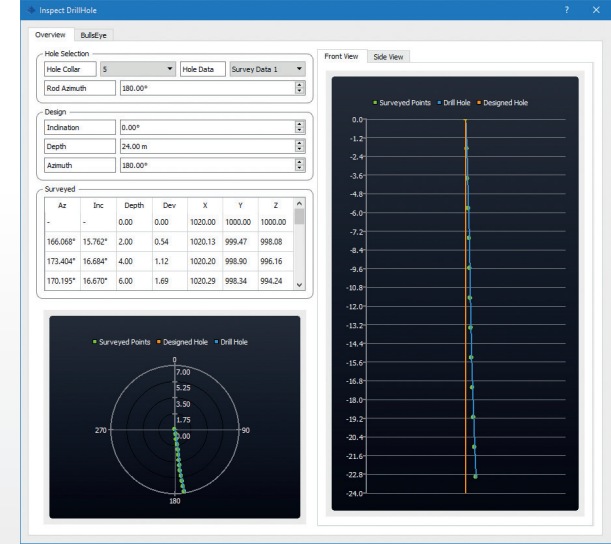 Inspect DrillHole
Overview BullsEye
Hole Selection
Hole Collar 5 Hole Data Survey Data 1
Rod Azimuth 180.00°
Design
Inclination 0.00°
Depth 24.00 m
Azimuth 180.00°
Surveyed
Az Inc Depth Dev X Y Z
- - 0.00 0.00 1020.00 1000.00 1000.00
166.068° 15.762° 2.00 0.54 1020.13 999.47 998.08
173.404° 16.684° 4.00 1.12 1020.20 998.90 996.16
170.195° 16.670° 6.00 1.69 1020.29 998.34 994.24
Surveyed Points Designed Hole Drill Hole
0
7.00
5.25
3.50
1.75
0.00
270
90
180
Front View Side View
Surveyed Points Drill Hole Designed Hole
0.0
-1.2
-2.4
-3.6
-4.8
-6.0
-7.2
-8.4
-9.6
-10.8
-12.0
-13.2
-14.4
-15.6
-16.8
-18.0
-19.2
-20.4
-21.6
-22.8
-24.0